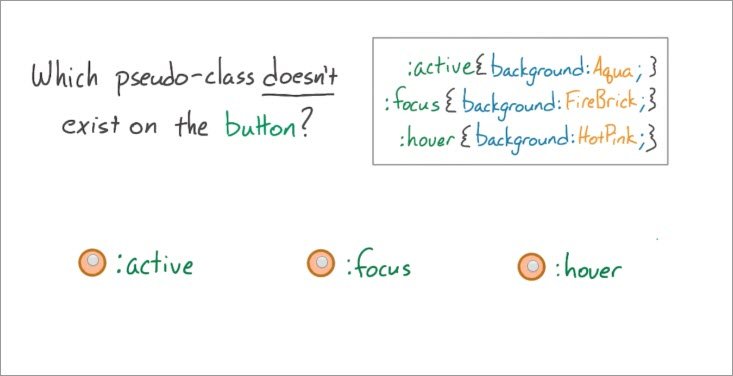 Which pseudo-class doesn't
exist on the button?
:active{background:Aqua;}
:focus{background:FireBrick;}
:hover{background:HotPink;}
:active
:focus
:hover